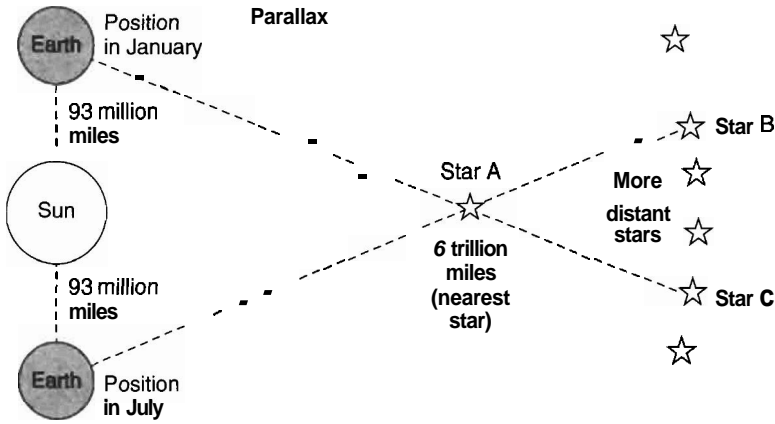 Parallax
Earth
Position
in January
93 million
miles
Sun
93 million
miles
Earth
Position
in July
Star A
6 trillion
miles
(nearest
star)
Star B
More
distant
stars
Star C